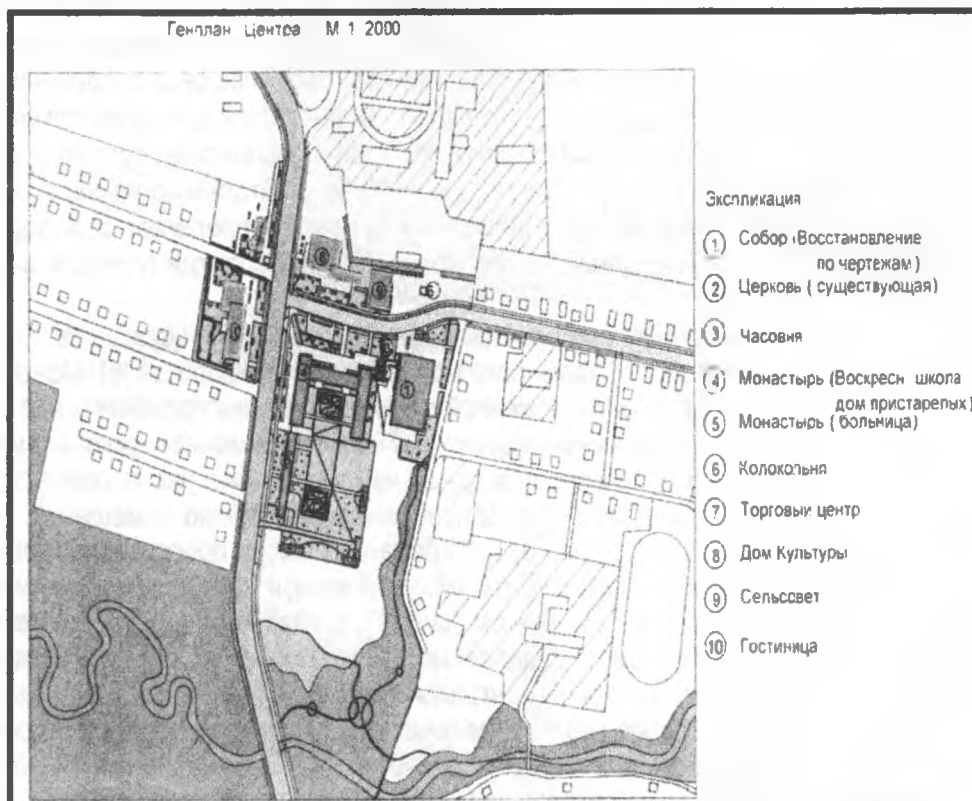 Генплан центра М 1 2000
Экспликация
1 Собор (Восстановление
по чертежам)
2 Церковь (существующая)
3 Часовня
4 Монастырь (Воскресн школа
дом пристарелых)
5 Монастырь (больница)
6 Колокольня
7 Торговый центр
8 Дом Культуры
9 Сельсовет
10 Гостиница